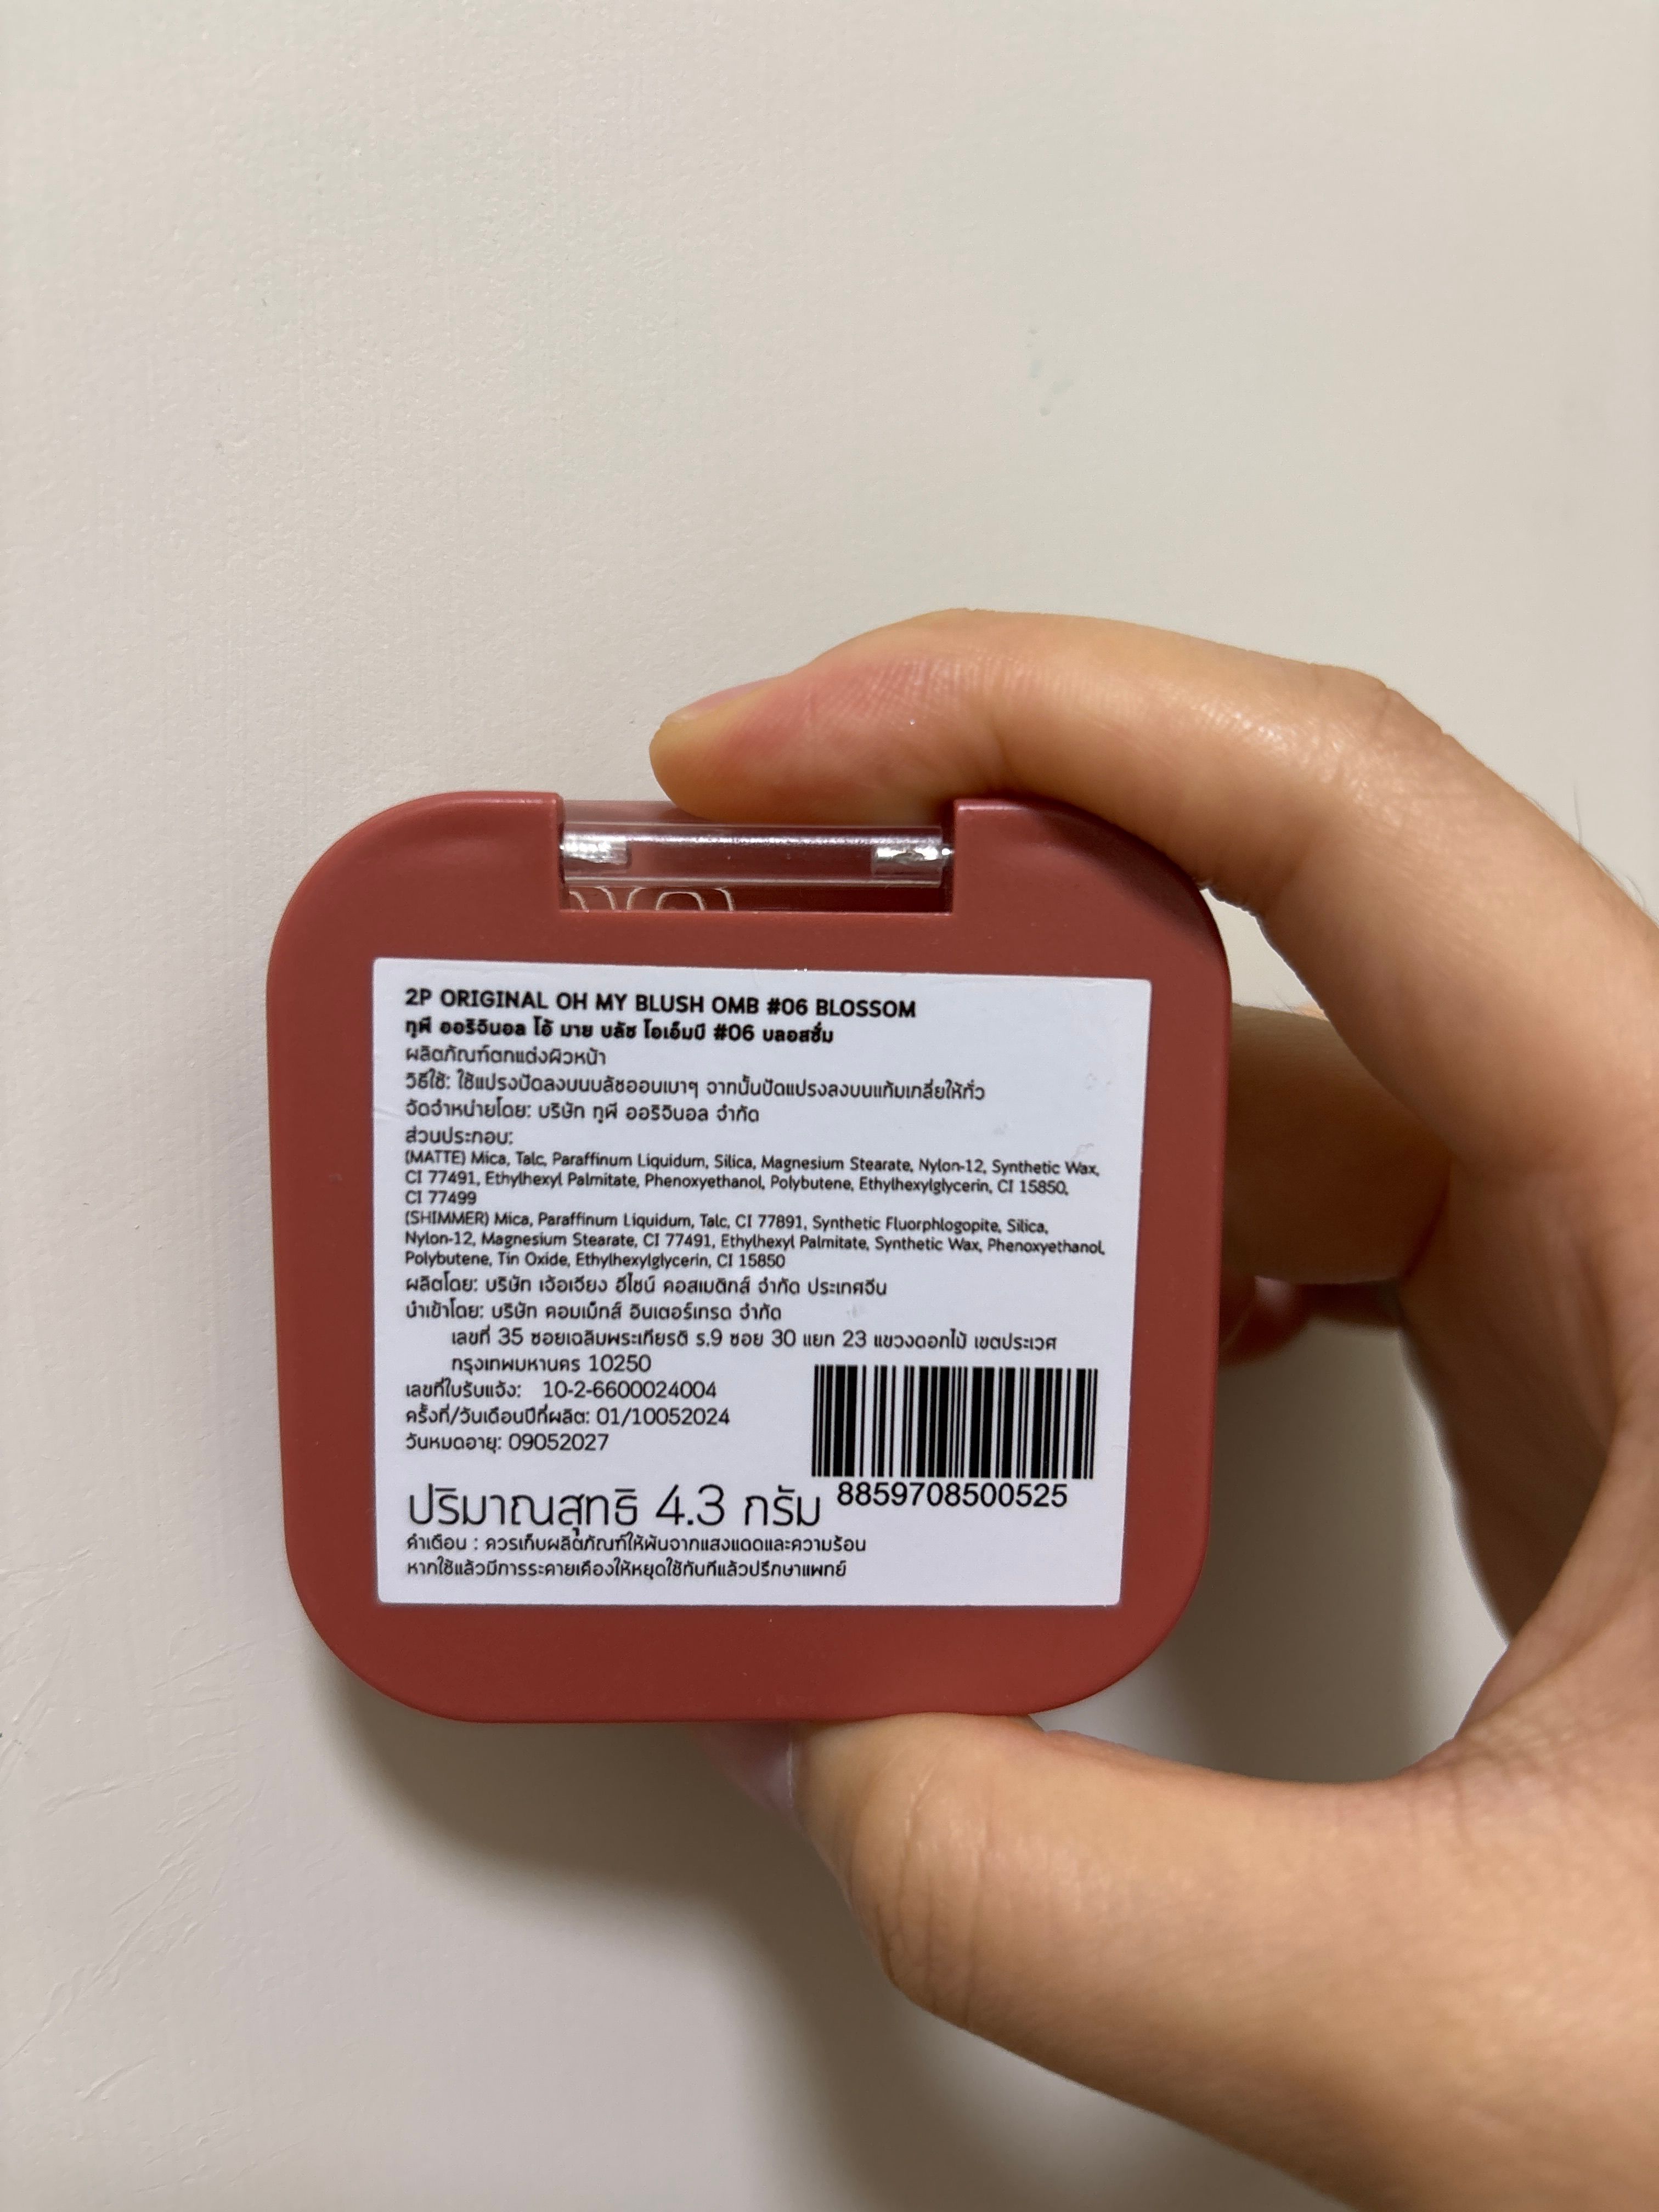 2P ORIGINAL OH MY BLUSH OMB #06 BLOSSOM
ทูพี ออริจินอล โอ้ มาย บลัช โอเอ็มบี #06 บลอสซั่ม
ผลิตภัณฑ์ตกแต่งผิวหน้า
วิธีใช้: ใช้แปรงปัดลงบนบลัชออนเบาๆ จากนั้นปัดแปรงลงบนแก้มเกลี่ยให้ทั่ว
จัดจำหน่ายโดย: บริษัท ทูพี ออริจินอล จำกัด
ส่วนประกอบ:
(MATTE) Mica, Talc, Paraffinum Liquidum, Silica, Magnesium Stearate, Nylon-12, Synthetic Wax,
CI 77491, Ethylhexyl Palmitate, Phenoxyethanol, Polybutene, Ethylhexylglycerin, CI 15850,
CI 77499
(SHIMMER) Mica, Paraffinum Liquidum, Talc, CI 77891, Synthetic Fluorphlogopite, Silica,
Nylon-12, Magnesium Stearate, CI 77491, Ethylhexyl Palmitate, Synthetic Wax, Phenoxyethanol,
Polybutene, Tin Oxide, Ethylhexylglycerin, CI 15850
ผลิตโดย: บริษัท เจ้อเจียง อีไชน์ คอสเมติกส์ จำกัด ประเทศจีน
นำเข้าโดย: บริษัท คอมเม็กส์ อินเตอร์เทรด จำกัด
เลขที่ 35 ซอยเฉลิมพระเกียรติ ร.9 ซอย 30 แยก 23 แขวงดอกไม้ เขตประเวศ
กรุงเทพมหานคร 10250
เลขที่ใบรับแจ้ง: 10-2-6600024004
ครั้งที่/วันเดือนปีที่ผลิต: 01/10052024
วันหมดอายุ: 09052027
8859708500525
ปริมาณสุทธิ 4.3 กรัม
คำเตือน : ควรเก็บผลิตภัณฑ์ให้พ้นจากแสงแดดและความร้อน
หากใช้แล้วมีการระคายเคืองให้หยุดใช้ทันทีแล้วปรึกษาแพทย์